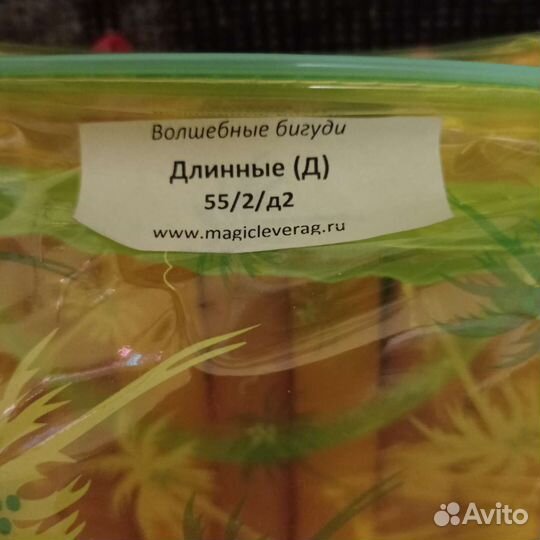 Волшебные бигуди
Длинные (Д)
55/2/д2
www.magicleverag.ru
Avito